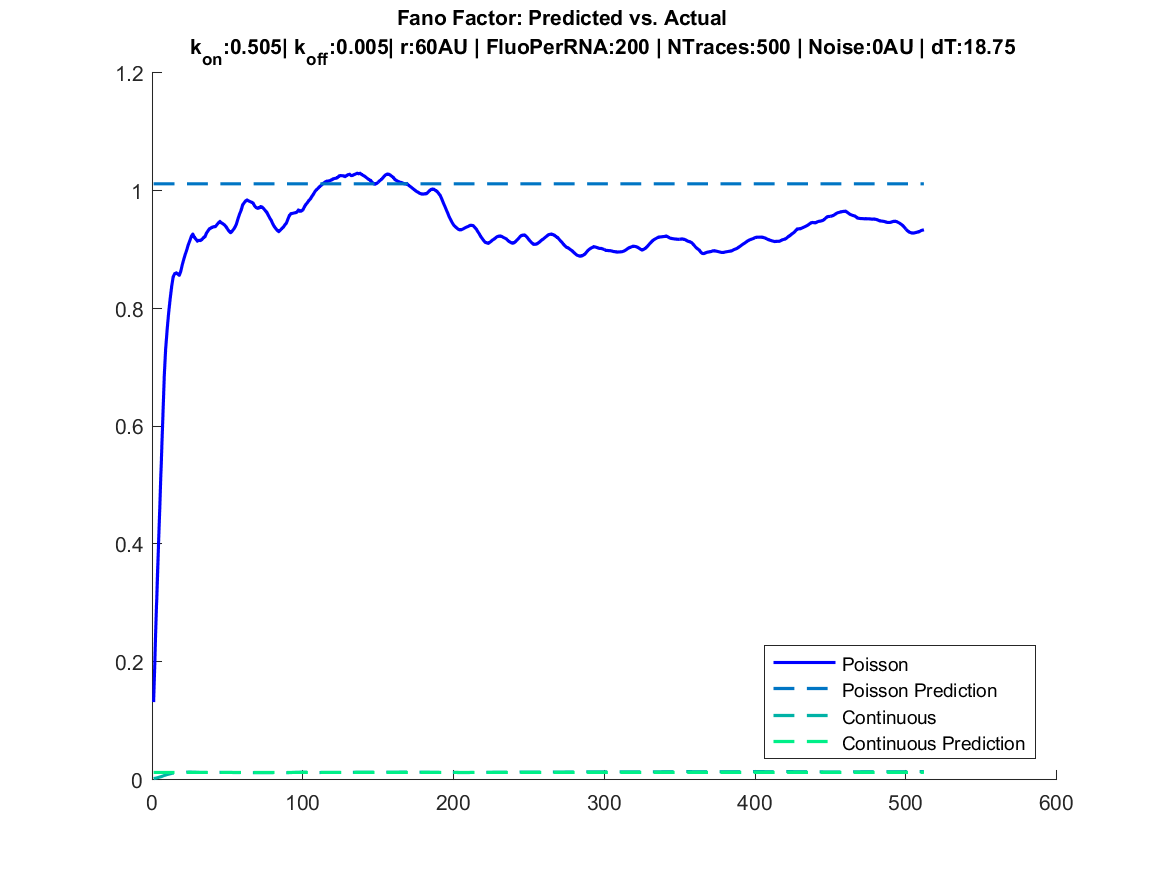 Fano Factor: Predicted vs. Actual
kon:0.505| koff:0.005| r:60AU | FluoPerRNA:200 | NTraces:500 | Noise:0AU | dT:18.75
1.2
1
0.8
0.6
0.4
0.2
0
Poisson
Poisson Prediction
Continuous
Continuous Prediction
0 100 200 300 400 500 600